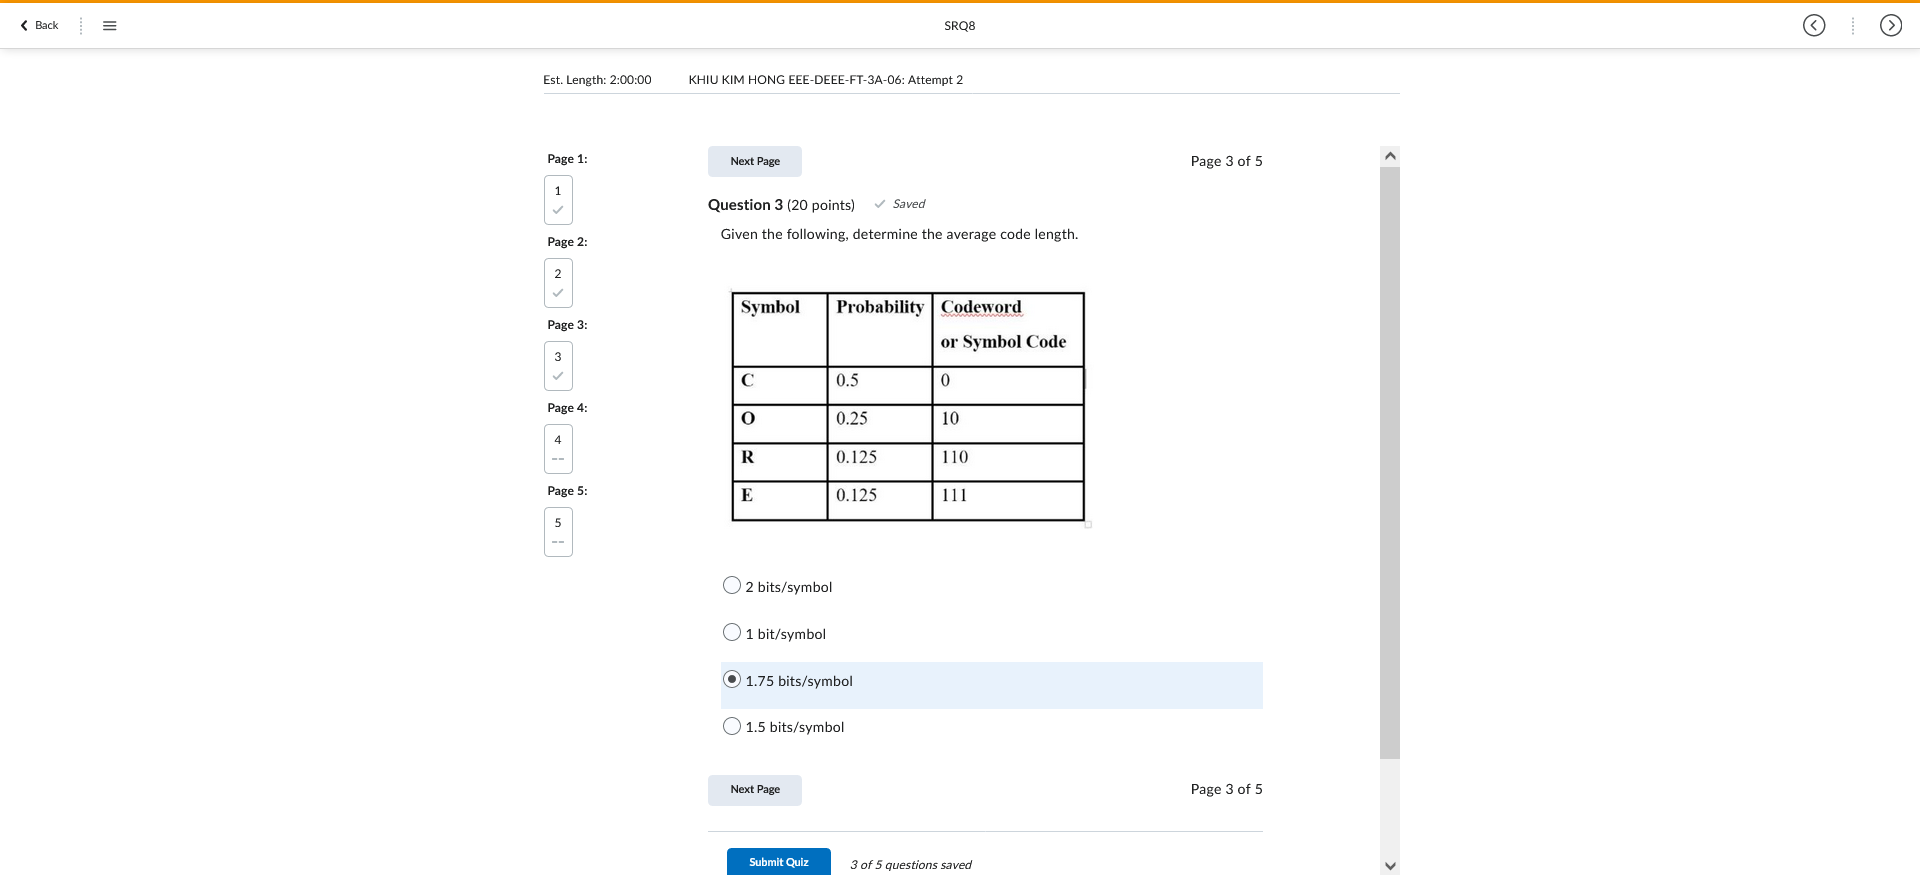 Back
SRQ8
Est. Length: 2:00:00 KHIU KIM HONG EEE-DEEE-FT-3A-06: Attempt 2
Page 1:
1
Page 2:
2
Page 3:
3
Page 4:
4
--
Page 5:
5
--
Next Page Page 3 of 5
Question 3 (20 points) Saved
Given the following, determine the average code length.
Symbol Probability Codeword
or Symbol Code
C 0.5 0
O 0.25 10
R 0.125 110
E 0.125 111
2 bits/symbol
1 bit/symbol
1.75 bits/symbol
1.5 bits/symbol
Next Page Page 3 of 5
Submit Quiz 3 of 5 questions saved